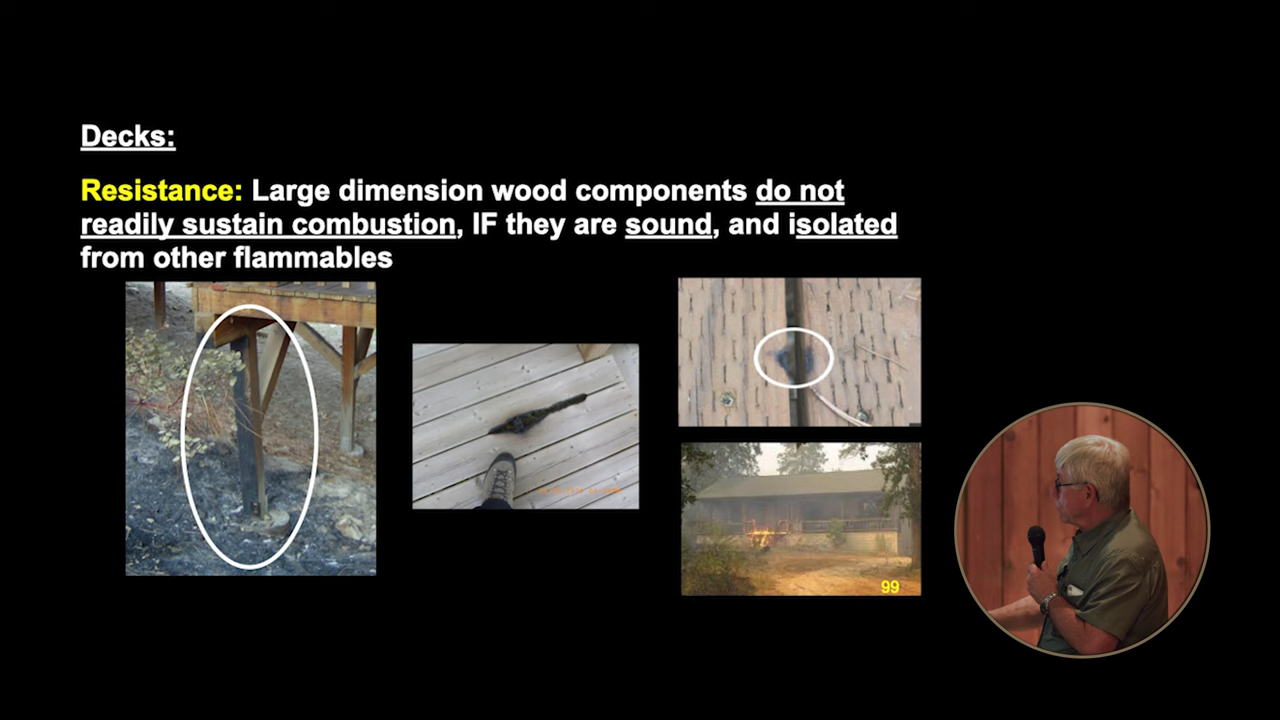 Decks:
Resistance: Large dimension wood components do not
readily sustain combustion, IF they are sound, and isolated
from other flammables
99